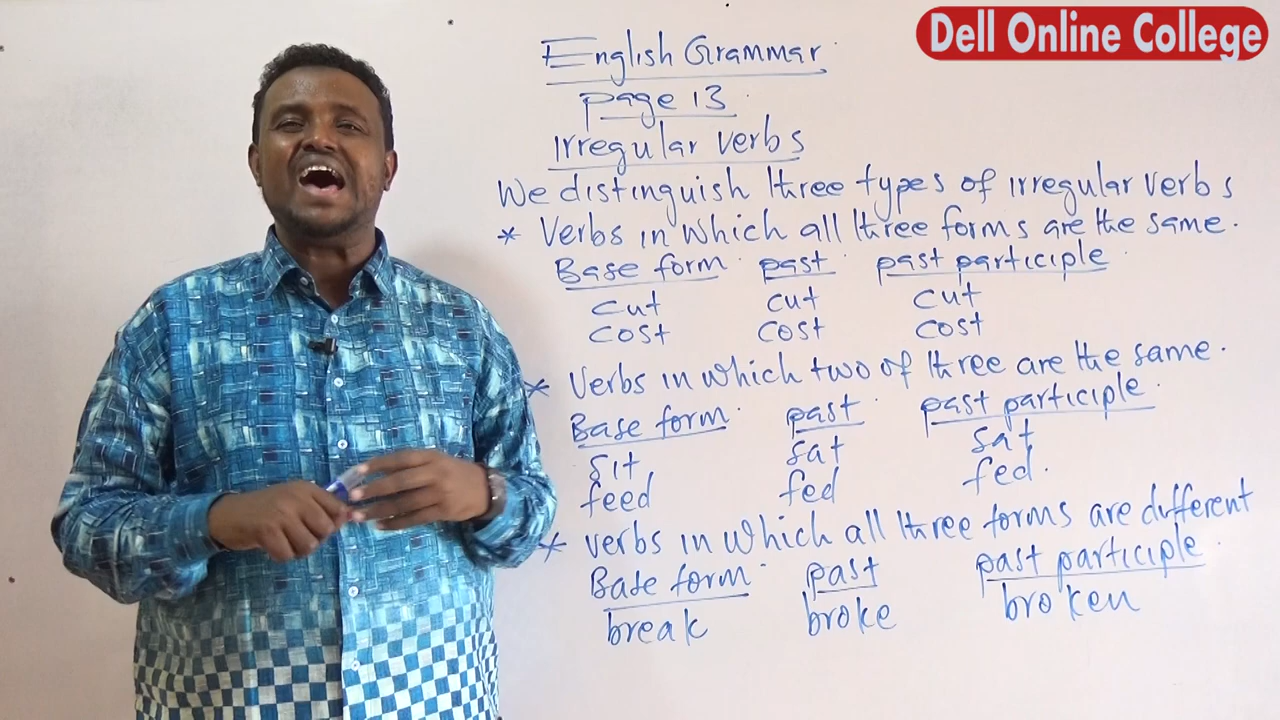 Dell Online College
English Grammar
page 13
Irregular verbs
We distinguish three types of irregular verbs
* Verbs in which all three forms are the same.
Base form past past participle
cut cut cut
cost cost cost
* Verbs in which two of three are the same.
Base form past past participle
sit sat sat
feed fed fed.
* verbs in which all three forms are different
Base form past past participle
break broke broken